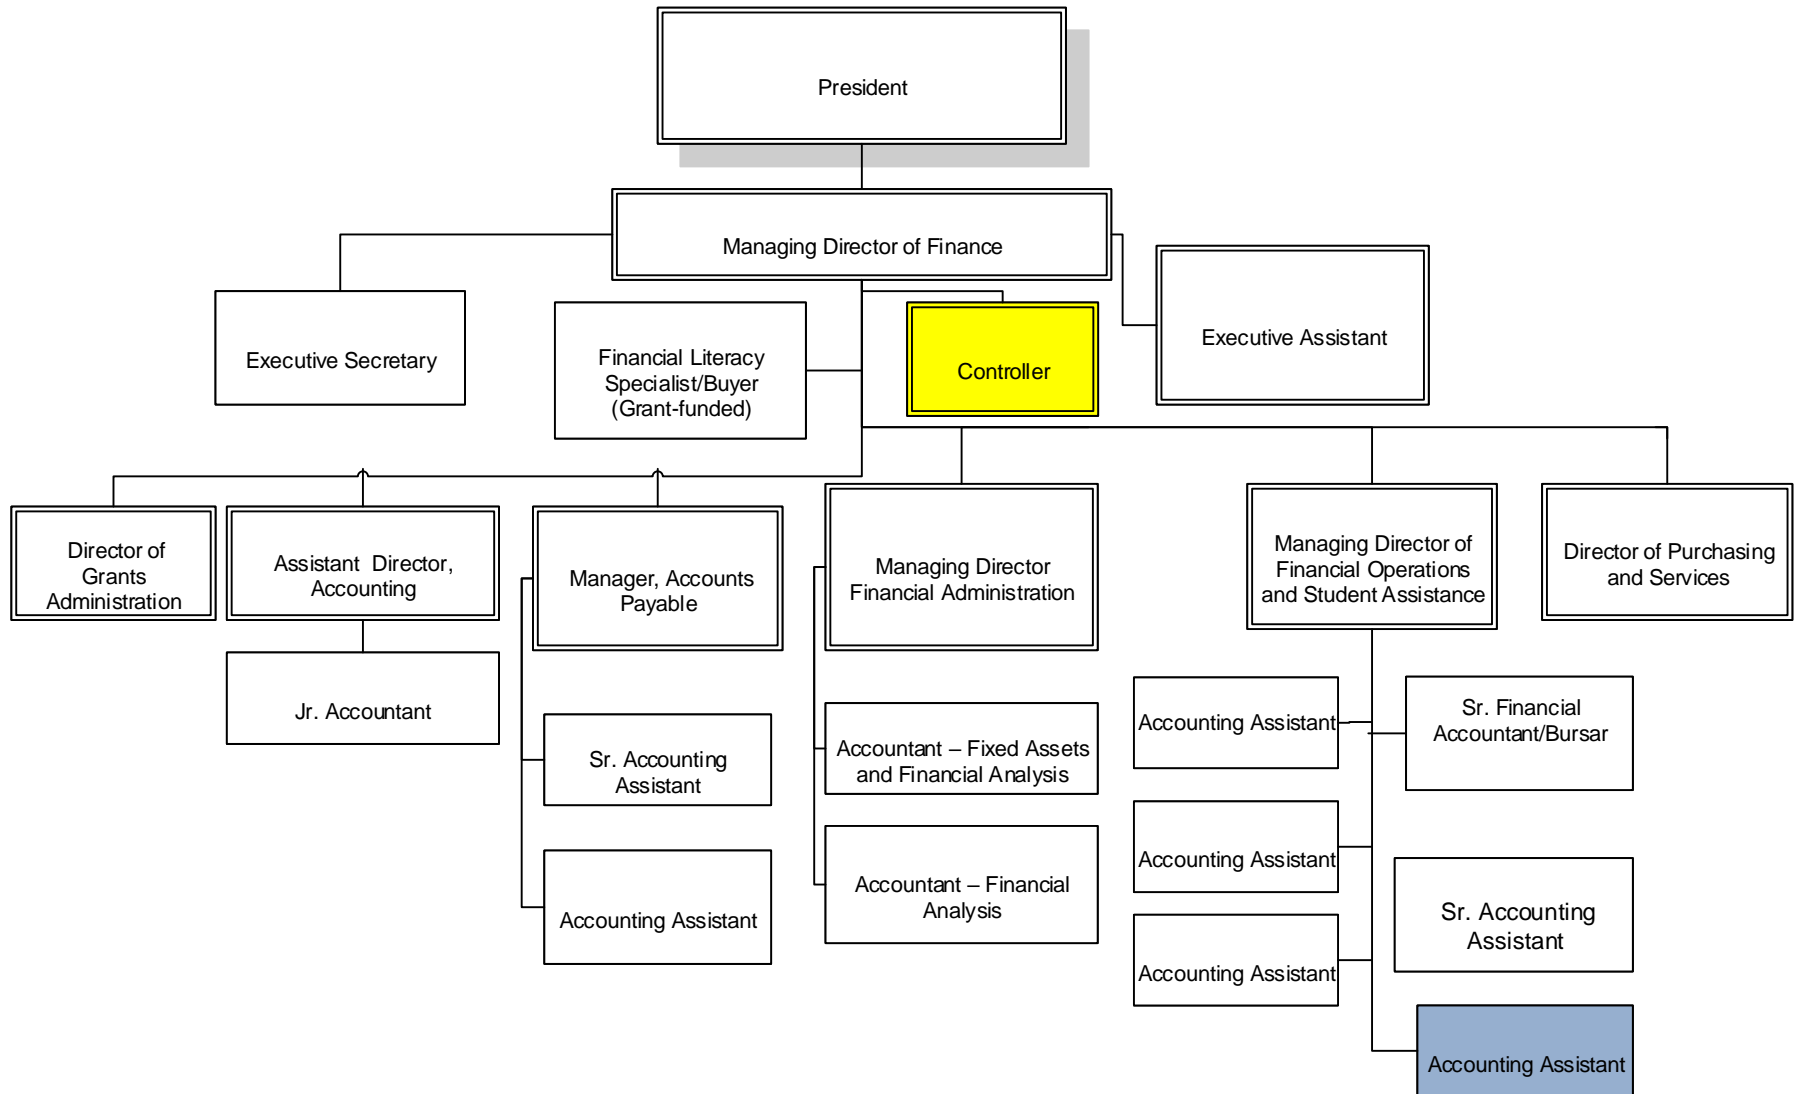 President
Managing Director of Finance
Executive Secretary
Financial Literacy
Specialist/Buyer
(Grant-funded)
Controller
Executive Assistant
Director of
Grants
Administration
Assistant  Director,
Accounting
Manager, Accounts
Payable
Managing Director
Financial Administration
Managing Director of
Financial Operations
and Student Assistance
Director of Purchasing
and Services
Jr. Accountant
Sr. Accounting
Assistant
Accounting Assistant
Accountant – Fixed Assets
and Financial Analysis
Accountant – Financial
Analysis
Accounting Assistant
Accounting Assistant
Accounting Assistant
Sr. Financial
Accountant/Bursar
Sr. Accounting
Assistant
Accounting Assistant